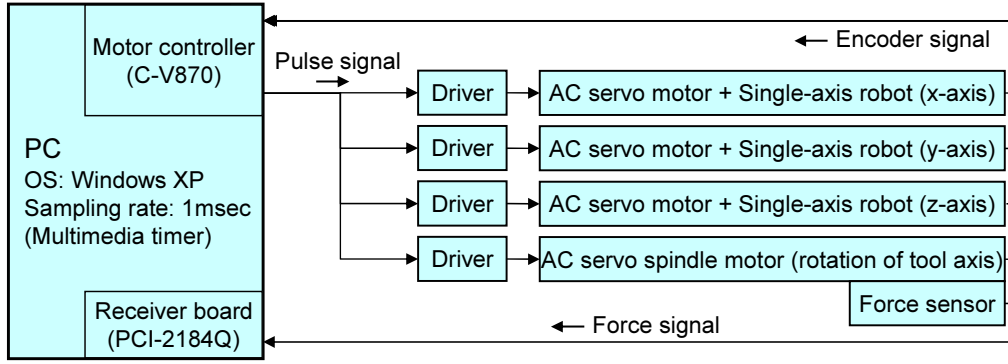 Motor controller
(C-V870)
Encoder signal
Pulse signal
Driver
AC servo motor + Single-axis robot (x-axis)
Driver
AC servo motor + Single-axis robot (y-axis)
PC
OS: Windows XP
Sampling rate: 1msec
(Multimedia timer)
Driver
AC servo motor + Single-axis robot (z-axis)
Driver
AC servo spindle motor (rotation of tool axis)
Force sensor
Receiver board
(PCI-2184Q)
Force signal